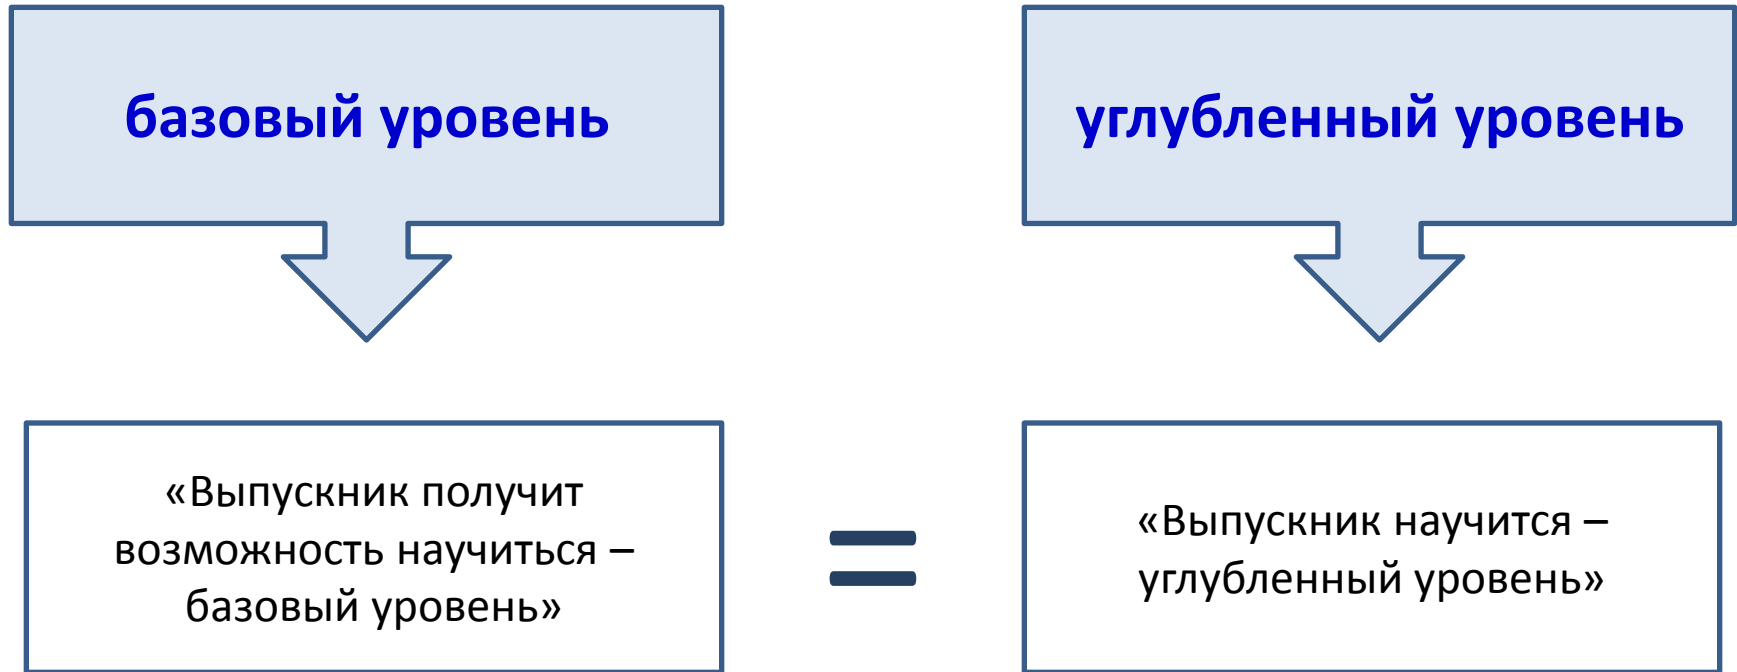 базовый уровень
углубленный уровень
«Выпускник получит
возможность научиться –
базовый уровень»
=
«Выпускник научится –
углубленный уровень»